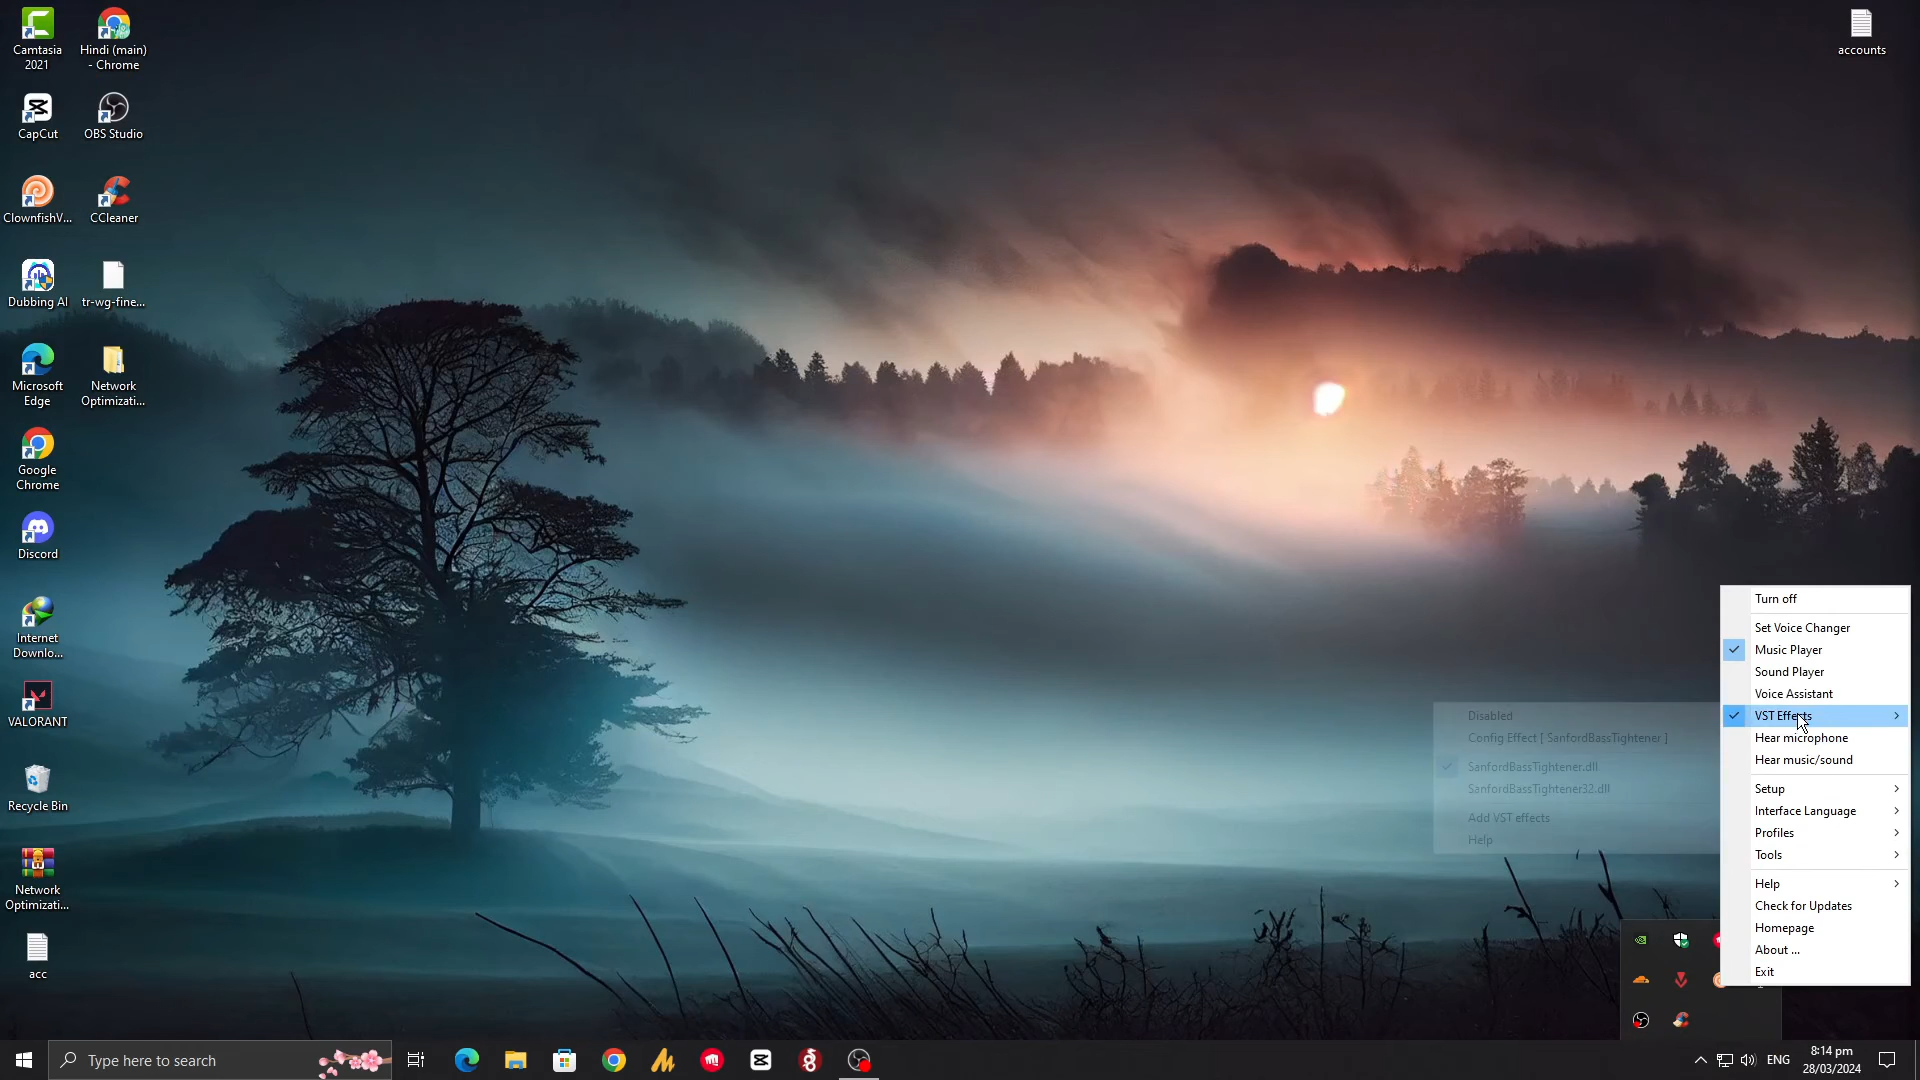 Camtasia
2021
Hindi (main)
- Chrome
CapCut
OBS Studio
ClownfishV...
CCleaner
Dubbing AI
tr-wg-fine...
Microsoft
Edge
Network
Optimizati...
Google
Chrome
Discord
Internet
Downlo...
VALORANT
Recycle Bin
Network
Optimizati...
acc
accounts
Turn off
Set Voice Changer
Music Player
Sound Player
Voice Assistant
VST Effects
Hear microphone
Hear music/sound
Setup
Interface Language
Profiles
Tools
Help
Check for Updates
Homepage
About ...
Exit
Disabled
Config Effect [ SanfordBassTightener ]
SanfordBassTightener.dll
SanfordBassTightener32.dll
Add VST effects
Help
Type here to search
ENG
8:14 pm
28/03/2024